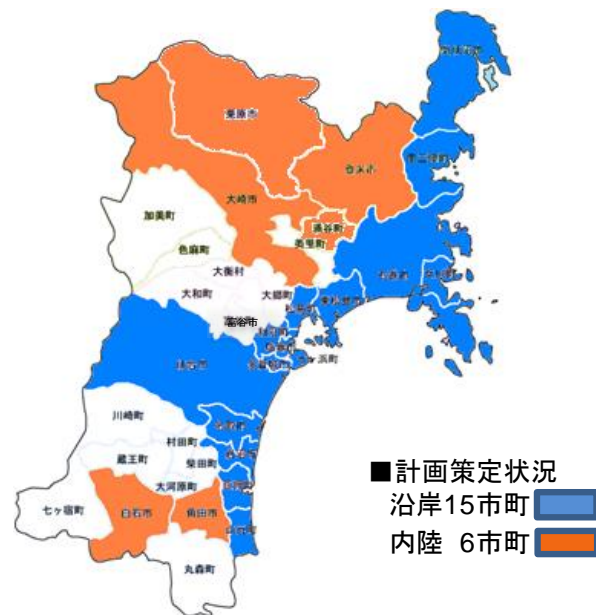 気仙沼市
栗原市
南三陸町
登米市
大崎市
加美町
涌谷町
美里町
色麻町
大衡村
石巻市
女川町
大和町
大郷町
松島町
東松島市
富谷市
利府町
塩竈市
七ヶ浜町
多賀城市
仙台市
川崎町
名取市
村田町
岩沼市
蔵王町
柴田町
■計画策定状況
大河原町
亘理町
沿岸15市町
七ヶ宿町
白石市
角田市
山元町
内陸 6市町
丸森町